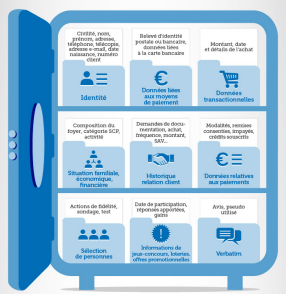 Civilité, nom,
prénom, adresse,
téléphone, télécopie,
adresse e-mail, date
naissance, numéro
client
Identité
Relevé d'identité
postale ou bancaire,
données liées
à la carte bancaire
Données liées
aux moyens
de paiement
Montant, date
et détails de l'achat
Données
transactionnelles
Composition du
foyer, catégorie SCP,
activité
Situation familiale,
économique,
financière
Demandes de docu-
mentation, achat,
fréquence, montant,
SAV...
Historique
relation client
Modalités, remises
consenties, impayés,
crédits souscrits
Données relatives
aux paiements
Actions de fidélité,
sondage, test
Sélection
de personnes
Date de participation,
réponses apportées,
gains
Informations de
jeux-concours, loteries,
offres promotionnelles
Avis, pseudo
utilisé
Verbatim